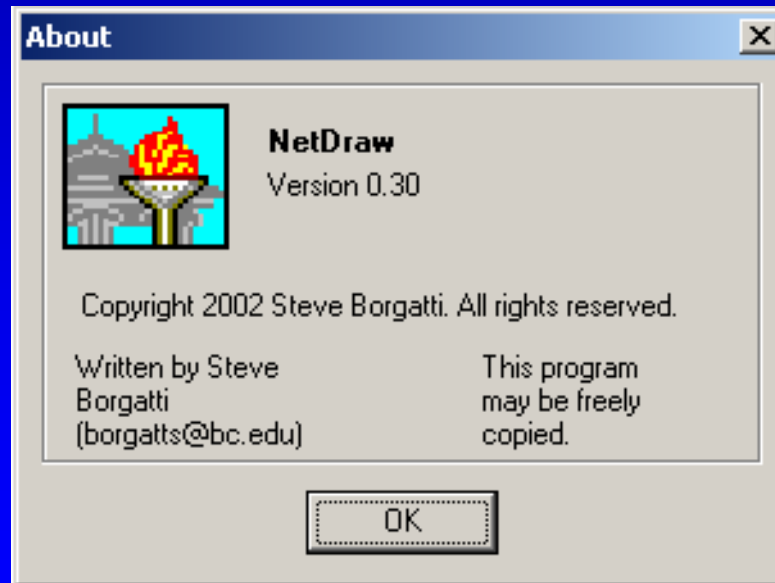 About
NetDraw
Version 0.30
Copyright 2002 Steve Borgatti. All rights reserved.
Written by Steve
Borgatti
(borgatts@bc.edu)
This program
may be freely
copied.
OK